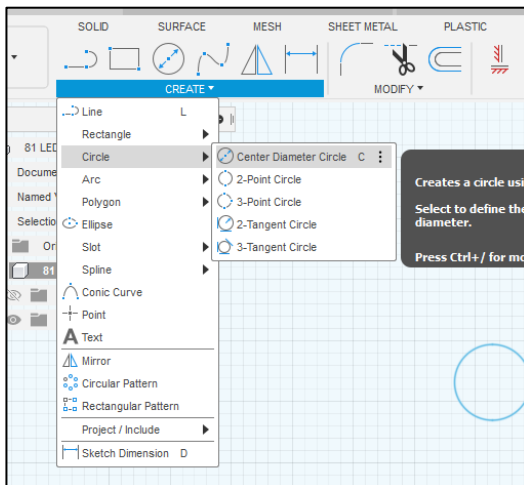 SOLID SURFACE MESH SHEET METAL PLASTIC
CREATE ▾ MODIFY ▾
Line L
Rectangle
Circle
Arc
Polygon
Ellipse
Slot
Spline
Conic Curve
Point
Text
Mirror
Circular Pattern
Rectangular Pattern
Project / Include
Sketch Dimension D
Center Diameter Circle C
2-Point Circle
3-Point Circle
2-Tangent Circle
3-Tangent Circle
Creates a circle usi
Select to define the
diameter.
Press Ctrl+/ for mo
81 LED
Docume
Named V
Selectio
Or
81